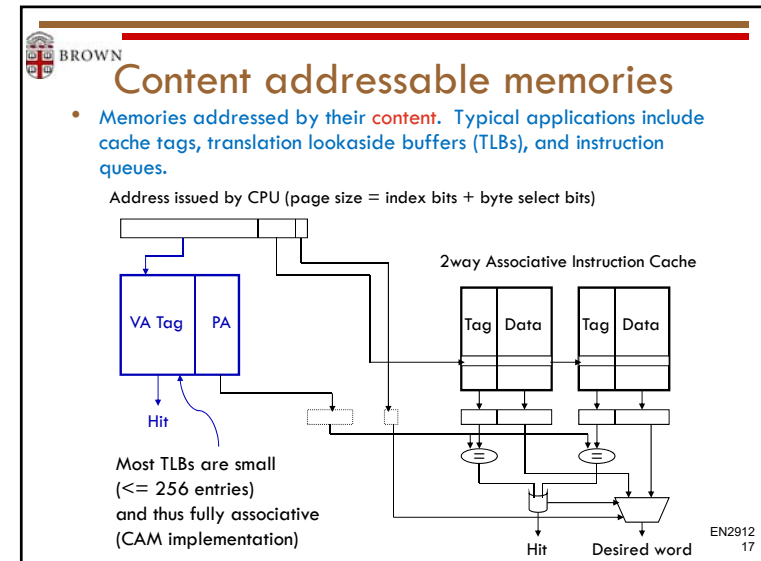 BROWN
Content addressable memories
• Memories addressed by their content. Typical applications include
cache tags, translation lookaside buffers (TLBs), and instruction
queues.
Address issued by CPU (page size = index bits + byte select bits)
2way Associative Instruction Cache
VA Tag PA
Tag Data Tag Data
Hit
= =
Most TLBs are small
(<= 256 entries)
and thus fully associative
(CAM implementation)
Hit Desired word
EN2912
17